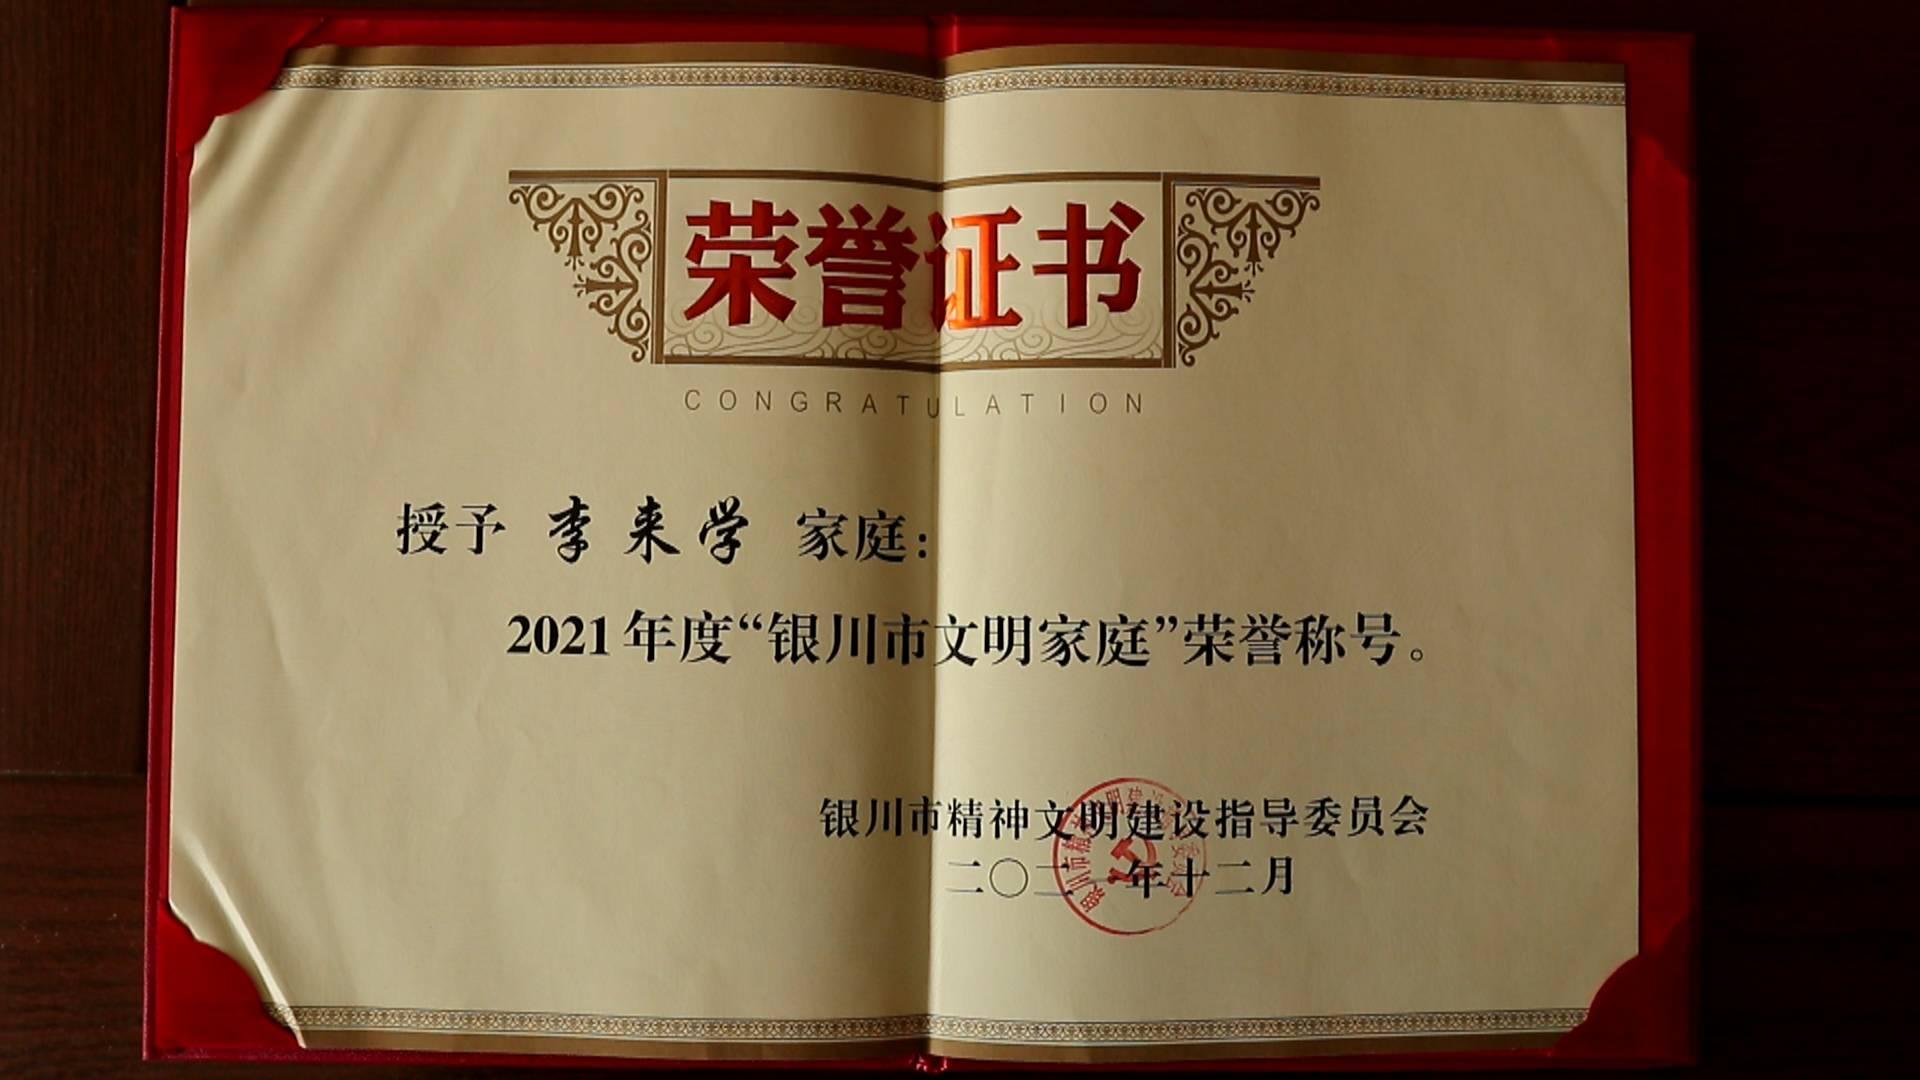 荣誉证书
CONGRATULATION
授予 李来学 家庭：
2021年度“银川市文明家庭”荣誉称号。
银川市精神文明建设指导委员会
二〇二一年十二月